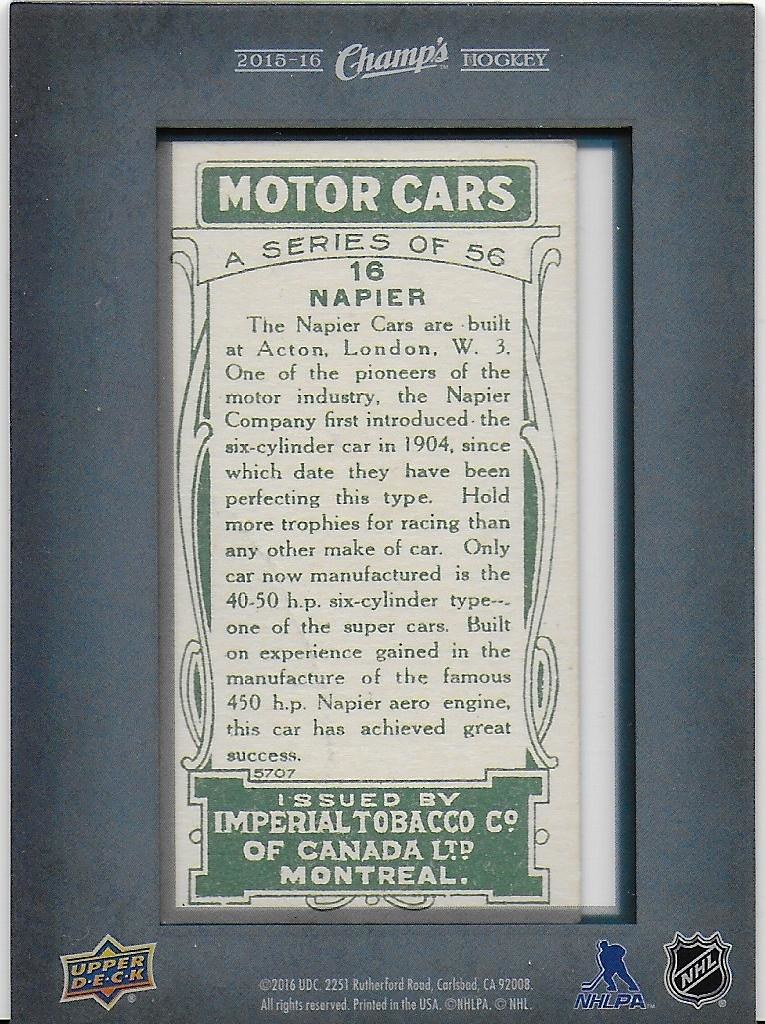 2015-16 Champ's HOCKEY
MOTOR CARS
A SERIES OF 56
16
NAPIER
The Napier Cars are built
at Acton, London, W. 3.
One of the pioneers of the
motor industry, the Napier
Company first introduced the
six-cylinder car in 1904, since
which date they have been
perfecting this type. Hold
more trophies for racing than
any other make of car. Only
car now manufactured is the
40-50 h.p. six-cylinder type--
one of the super cars. Built
on experience gained in the
manufacture of the famous
450 h.p. Napier aero engine,
this car has achieved great
success.
5707
ISSUED BY
IMPERIAL TOBACCO Cº
OF CANADA LTD
MONTREAL.
UPPER
D·E·C·K
©2016 UDC. 2251 Rutherford Road, Carlsbad, CA 92008.
All rights reserved. Printed in the USA. ©NHLPA. © NHL.
NHLPA
NHL